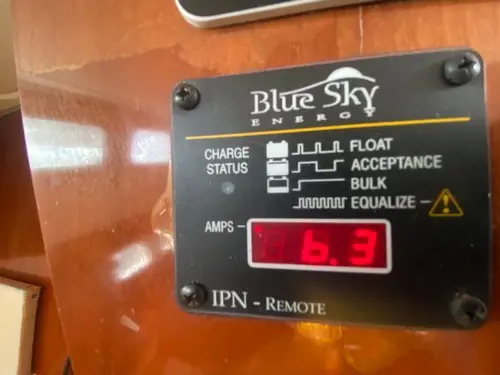 Blue Sky
ENERGY
CHARGE STATUS
FLOAT
ACCEPTANCE
BULK
EQUALIZE
AMPS
6.3
IPN - REMOTE